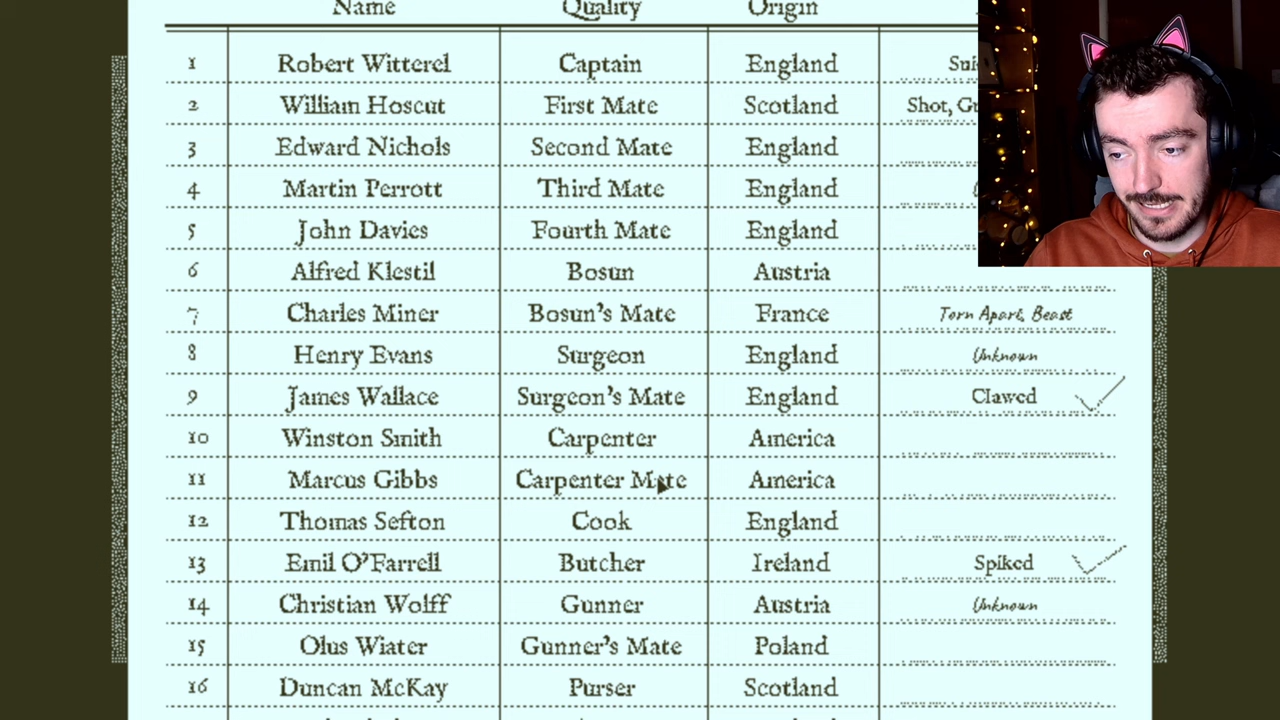 Name Quality Origin
1 Robert Witterel Captain England
2 William Hoscut First Mate Scotland Shot,
3 Edward Nichols Second Mate England
4 Martin Perrott Third Mate England
5 John Davies Fourth Mate England
6 Alfred Klestil Bosun Austria
7 Charles Miner Bosun's Mate France Torn Apart, Beast
8 Henry Evans Surgeon England Unknown
9 James Wallace Surgeon's Mate England Clawed
10 Winston Smith Carpenter America
11 Marcus Gibbs Carpenter Mate America
12 Thomas Sefton Cook England
13 Emil O'Farrell Butcher Ireland Spiked
14 Christian Wolff Gunner Austria Unknown
15 Olus Wiater Gunner's Mate Poland
16 Duncan McKay Purser Scotland